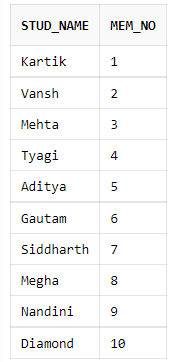 STUD_NAME MEM_NO
Kartik 1
Vansh 2
Mehta 3
Tyagi 4
Aditya 5
Gautam 6
Siddharth 7
Megha 8
Nandini 9
Diamond 10